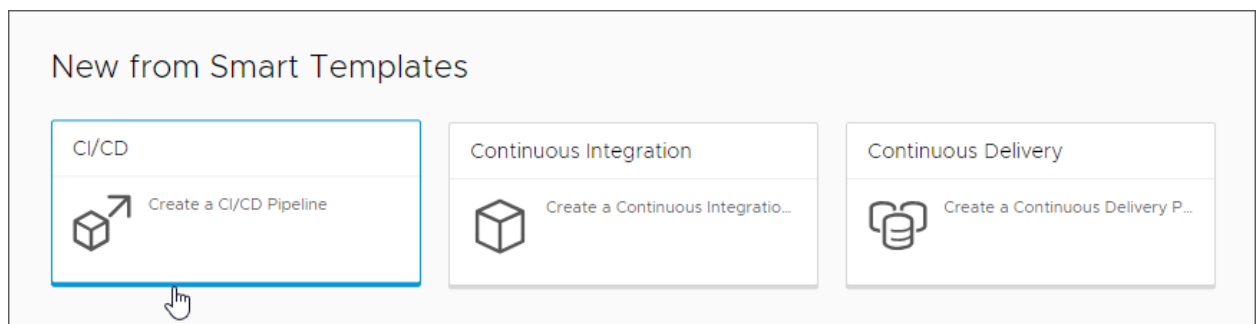 New from Smart Templates
CI/CD
Create a CI/CD Pipeline
Continuous Integration
Create a Continuous Integratio...
Continuous Delivery
Create a Continuous Delivery P...